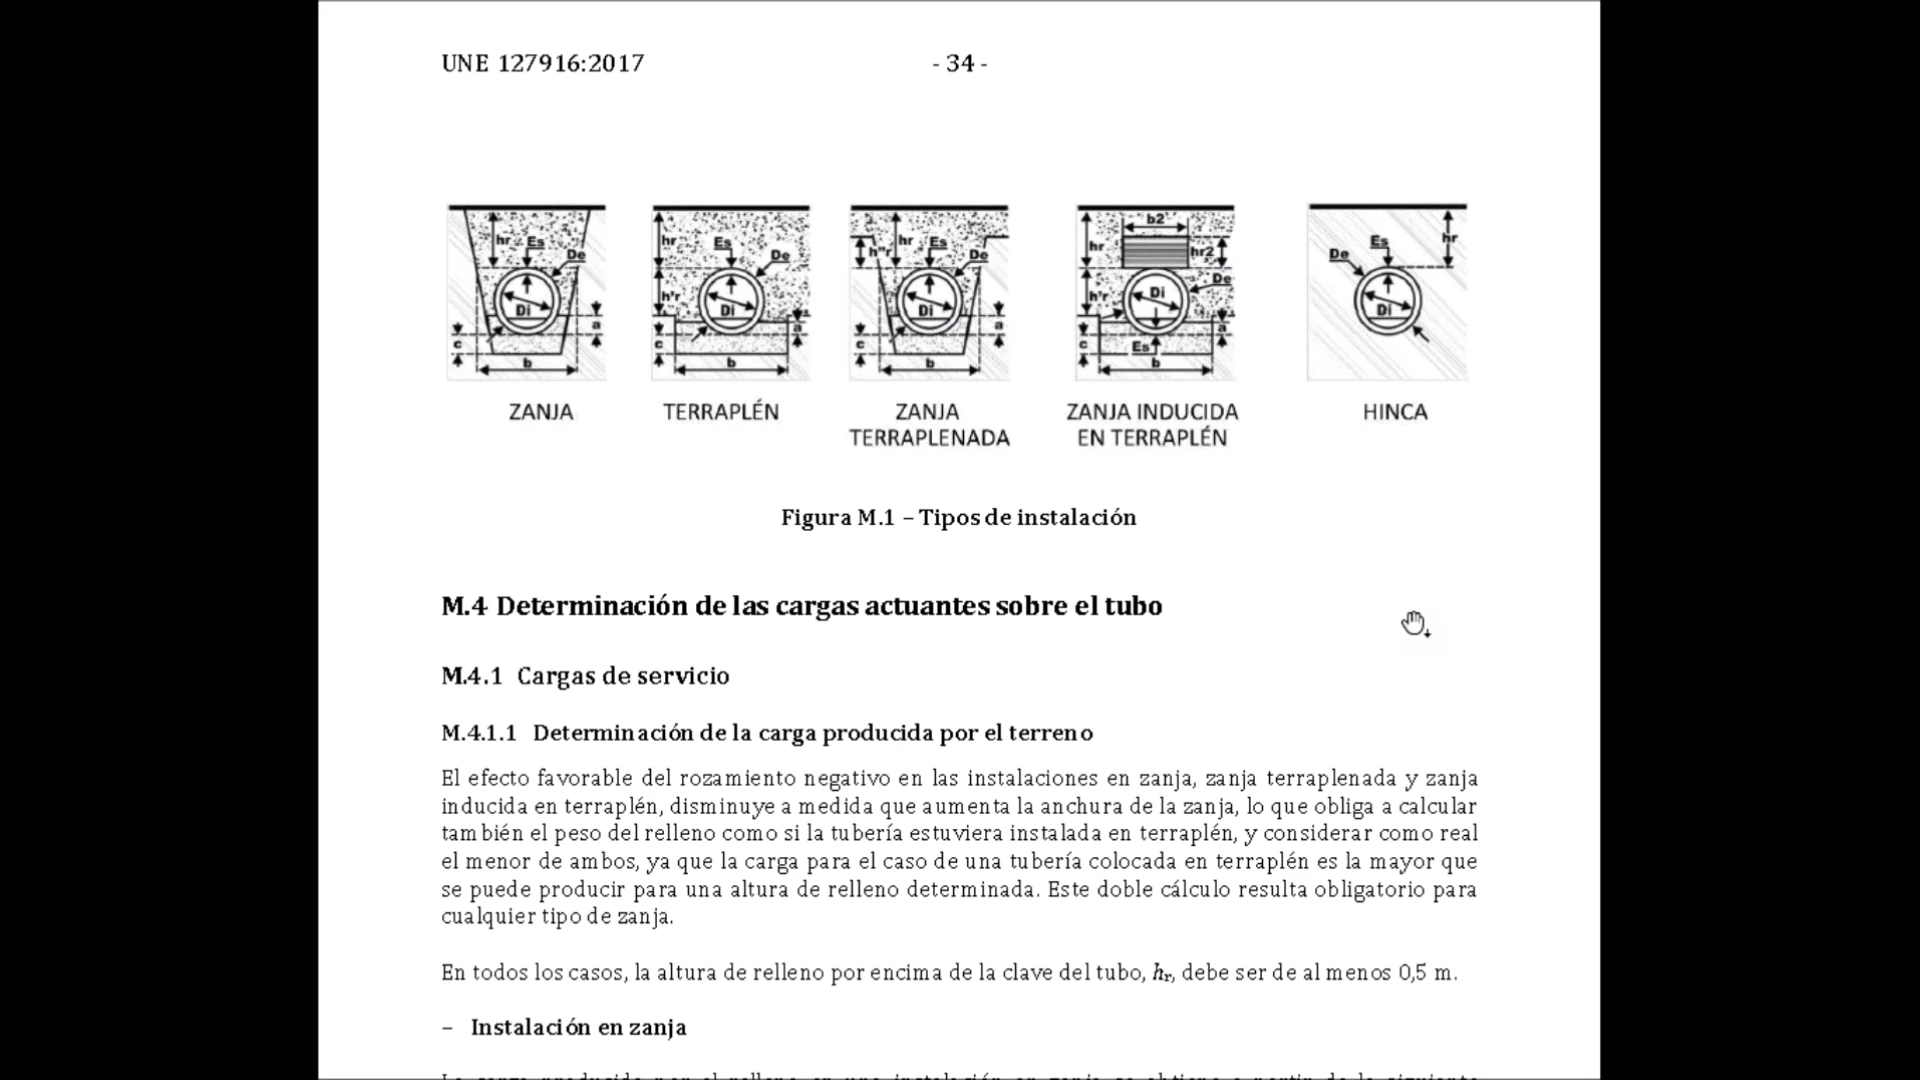 UNE 127916:2017
- 34 -
hr Es De Di a c b
hr Es De h'r Di a c b
hr Es De h''r Di a c b
b2 hr hr2 De h'r Di a c Es b
Es hr De Di
ZANJA
TERRAPLÉN
ZANJA
TERRAPLENADA
ZANJA INDUCIDA
EN TERRAPLÉN
HINCA
Figura M.1 – Tipos de instalación
M.4 Determinación de las cargas actuantes sobre el tubo
M.4.1 Cargas de servicio
M.4.1.1 Determinación de la carga producida por el terreno
El efecto favorable del rozamiento negativo en las instalaciones en zanja, zanja terraplenada y zanja
inducida en terraplén, disminuye a medida que aumenta la anchura de la zanja, lo que obliga a calcular
también el peso del relleno como si la tubería estuviera instalada en terraplén, y considerar como real
el menor de ambos, ya que la carga para el caso de una tubería colocada en terraplén es la mayor que
se puede producir para una altura de relleno determinada. Este doble cálculo resulta obligatorio para
cualquier tipo de zanja.
En todos los casos, la altura de relleno por encima de la clave del tubo, hr, debe ser de al menos 0,5 m.
– Instalación en zanja